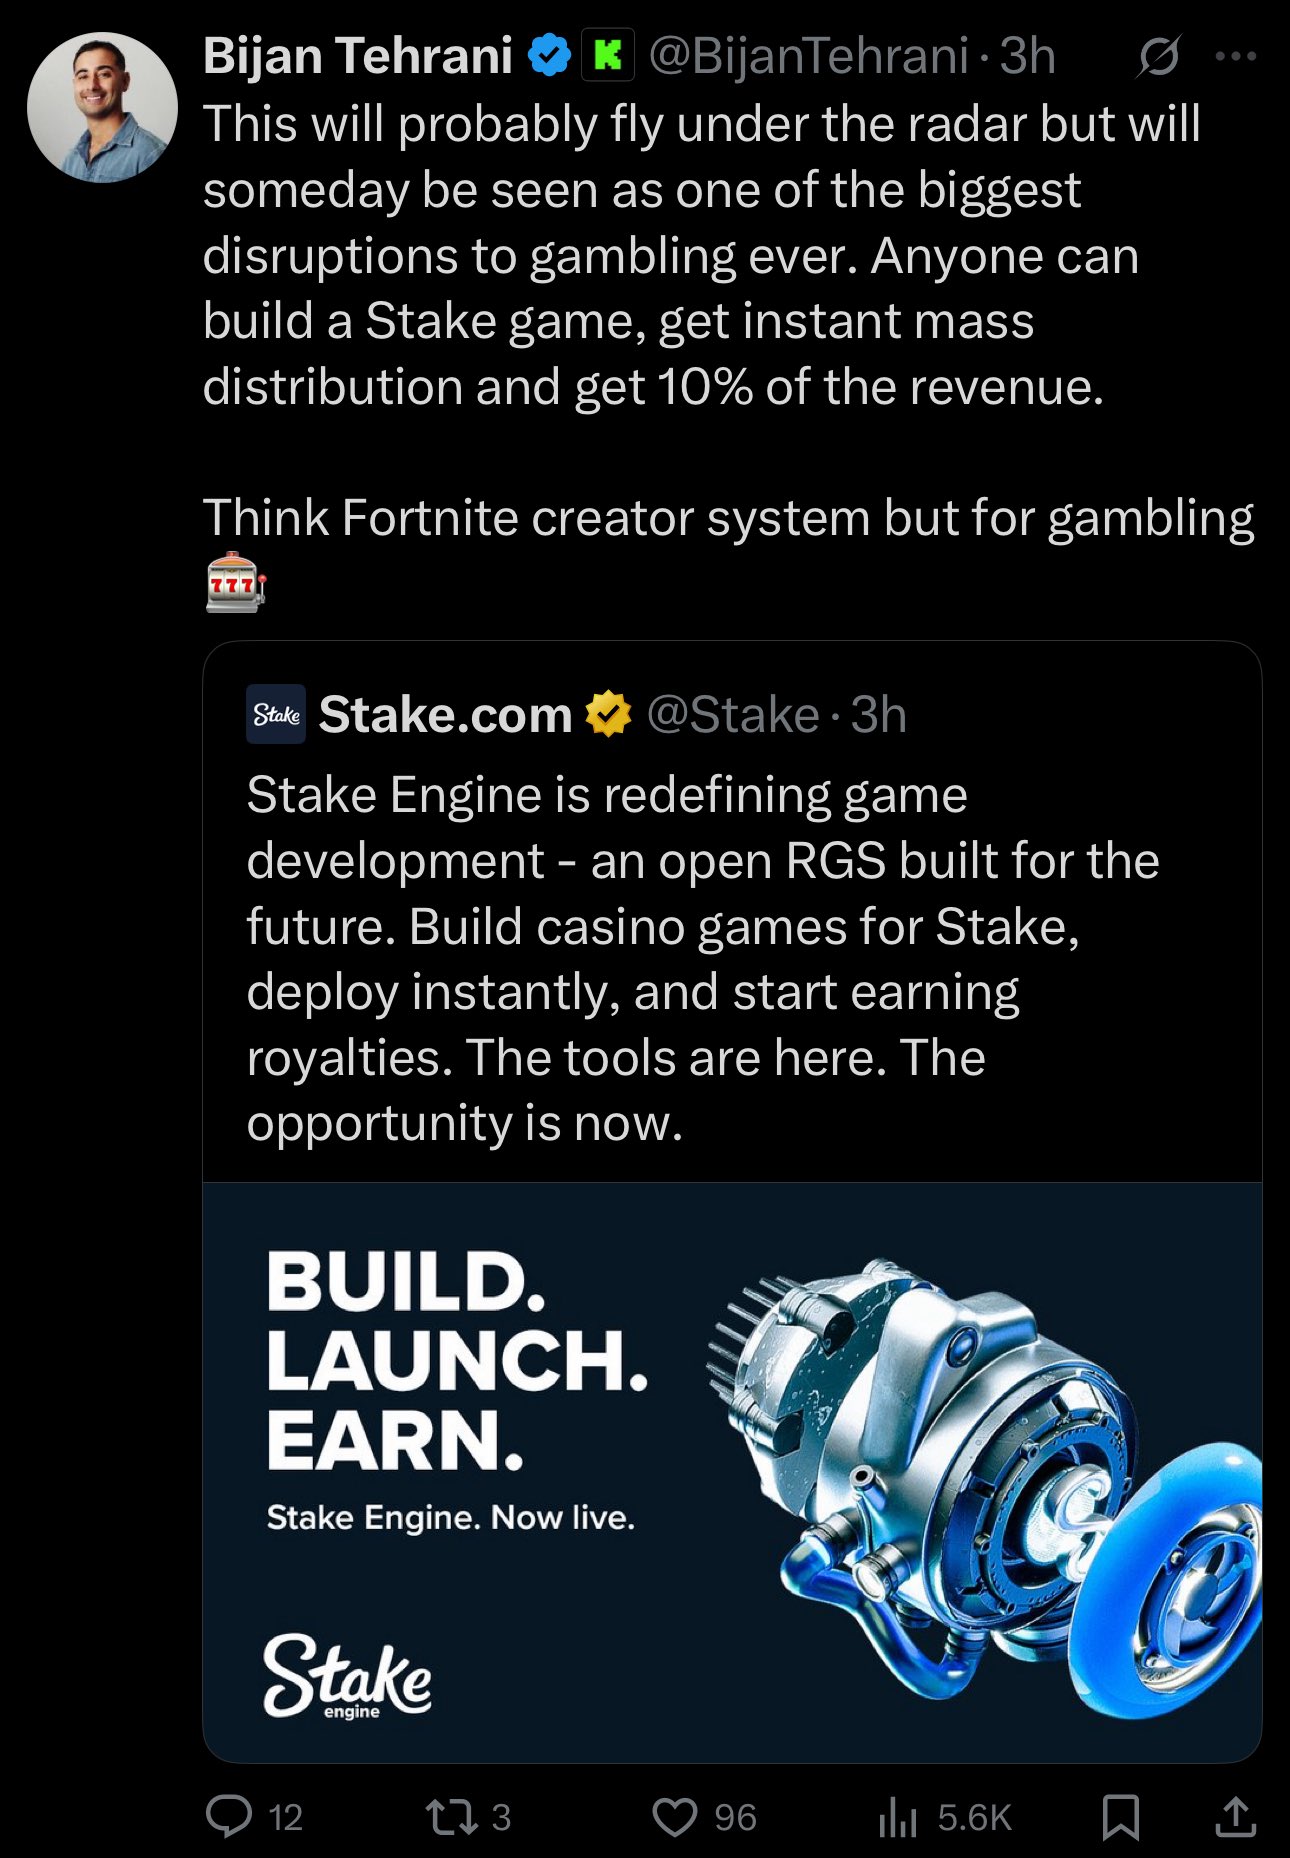 Bijan Tehrani @BijanTehrani · 3h
This will probably fly under the radar but will
someday be seen as one of the biggest
disruptions to gambling ever. Anyone can
build a Stake game, get instant mass
distribution and get 10% of the revenue.
Think Fortnite creator system but for gambling
🎰
Stake Stake.com @Stake · 3h
Stake Engine is redefining game
development - an open RGS built for the
future. Build casino games for Stake,
deploy instantly, and start earning
royalties. The tools are here. The
opportunity is now.
BUILD.
LAUNCH.
EARN.
Stake Engine. Now live.
Stake
engine
12 3 96 5.6K